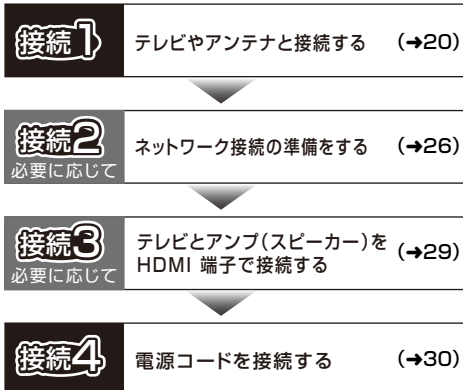 接続1 テレビやアンテナと接続する (➔20)
接続2
必要に応じて
ネットワーク接続の準備をする (➔26)
接続3
必要に応じて
テレビとアンプ(スピーカー)を
HDMI 端子で接続する (➔29)
接続4 電源コードを接続する (➔30)